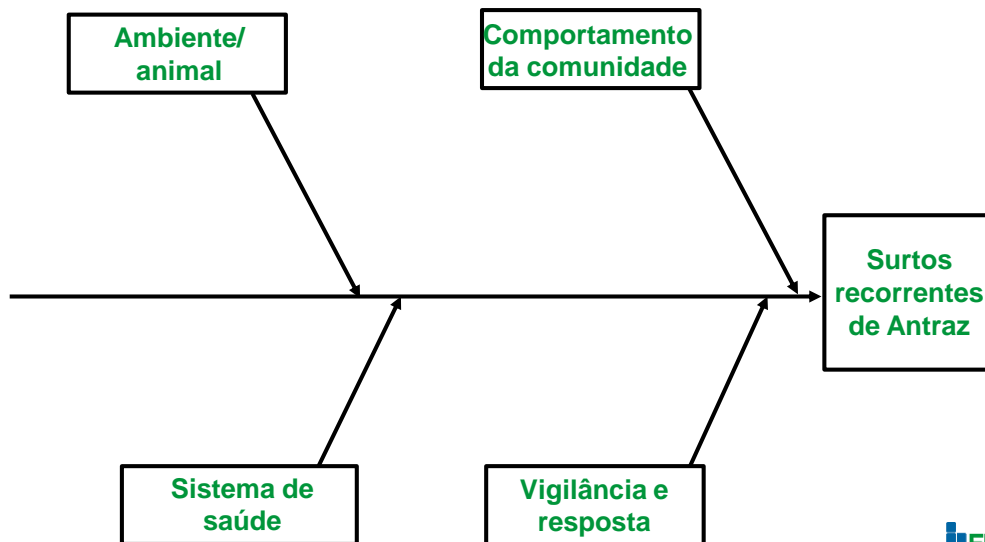 Ambiente/
animal
Comportamento
da comunidade
Surtos
recorrentes
de Antraz
Sistema de
saúde
Vigilância e
resposta